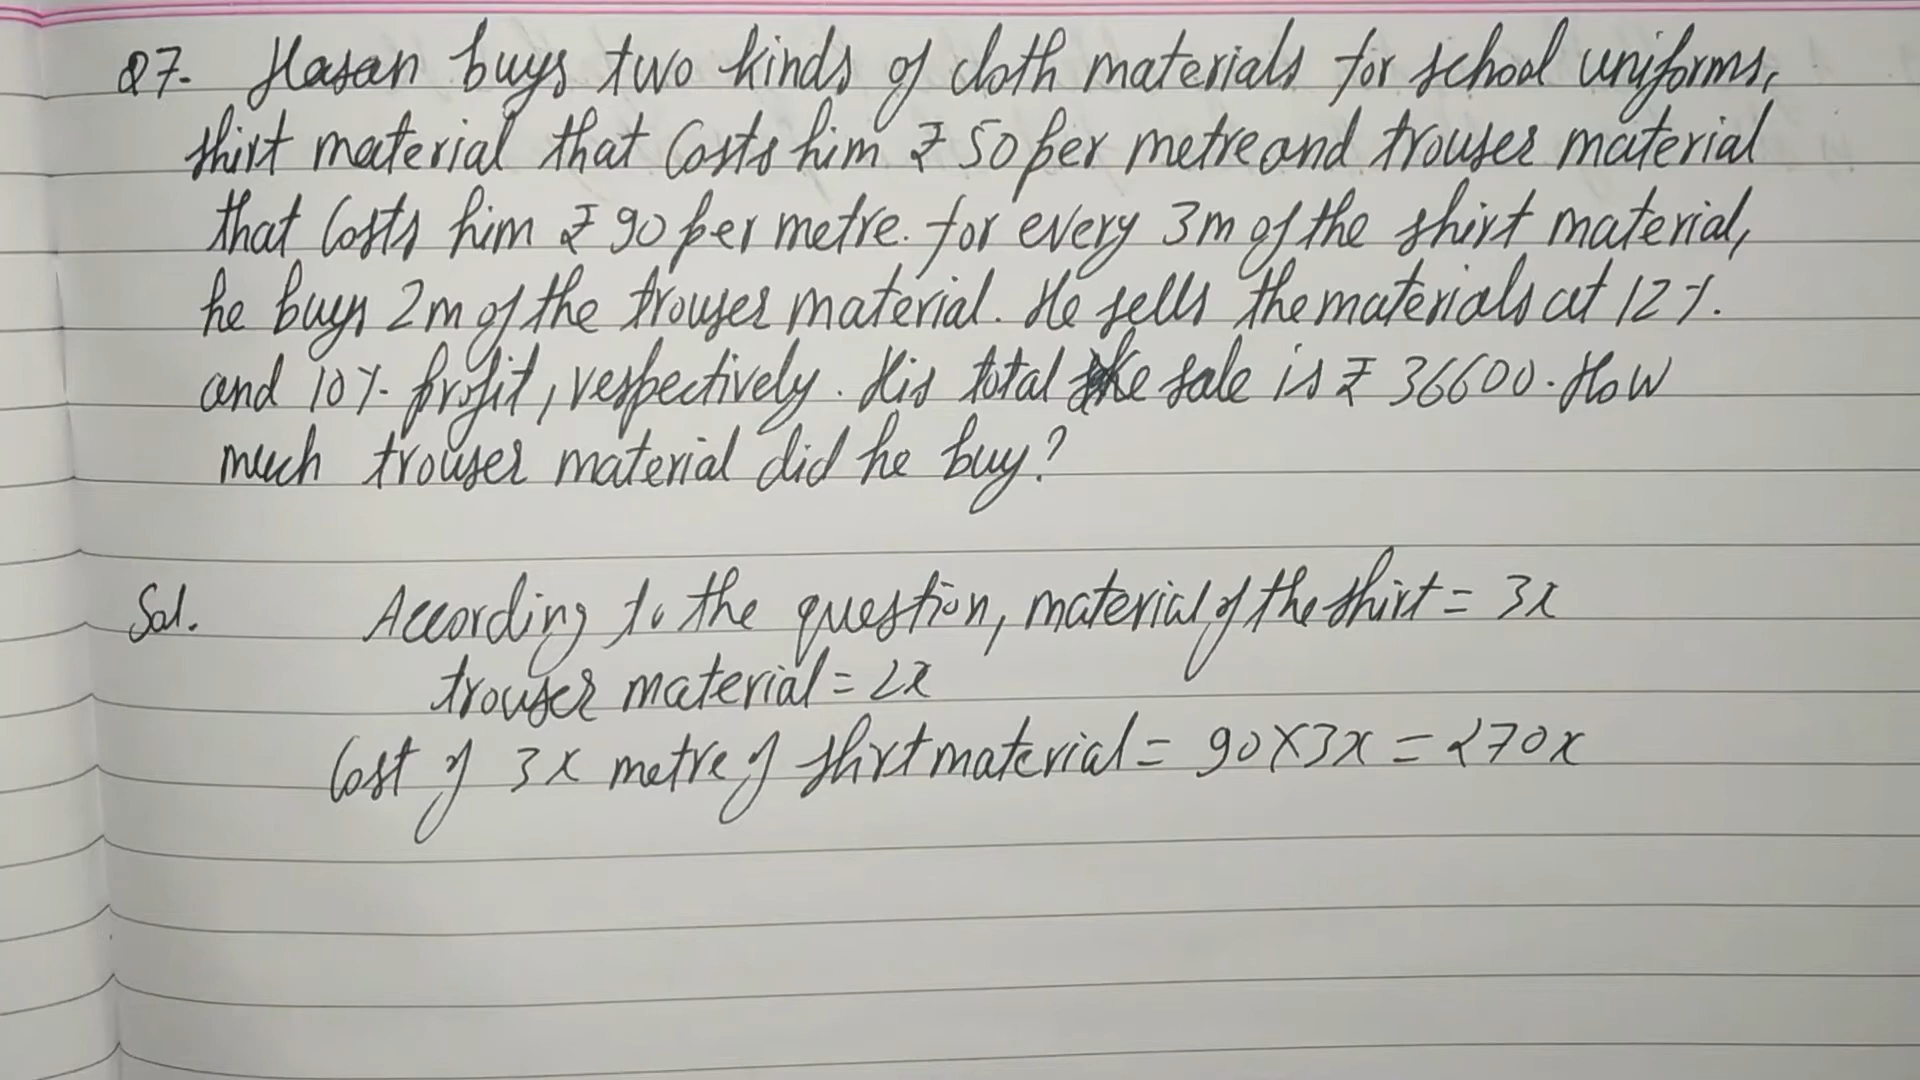 Q7. Hasan buys two kinds of cloth materials for school uniforms,
shirt material that costs him ₹ 50 per metre and trouser material
that costs him ₹ 90 per metre. for every 3m of the shirt material,
he buys 2m of the trouser material. He sells the materials at 12%
and 10% profit, respectively. His total sale is ₹ 36600. How
much trouser material did he buy?
Sol. According to the question, material of the shirt = 3x
trouser material = 2x
Cost of 3x metre of shirt material = 90×3x = 270x